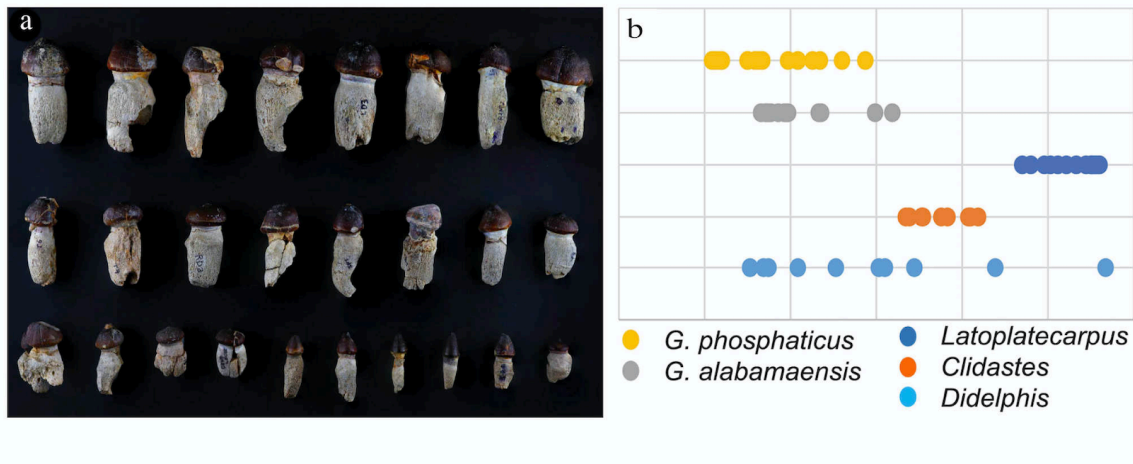 a
b
G. phosphaticus
G. alabamaensis
Latoplatecarpus
Clidastes
Didelphis